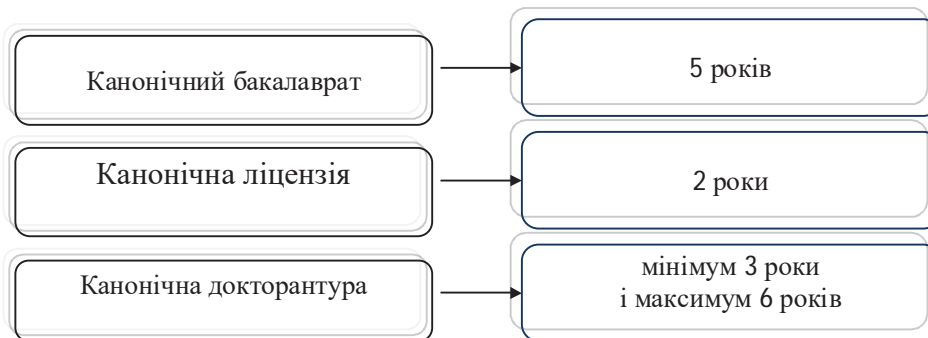 Канонічний бакалаврат
5 років
Канонічна ліцензія
2 роки
Канонічна докторантура
мінімум 3 роки
і максимум 6 років